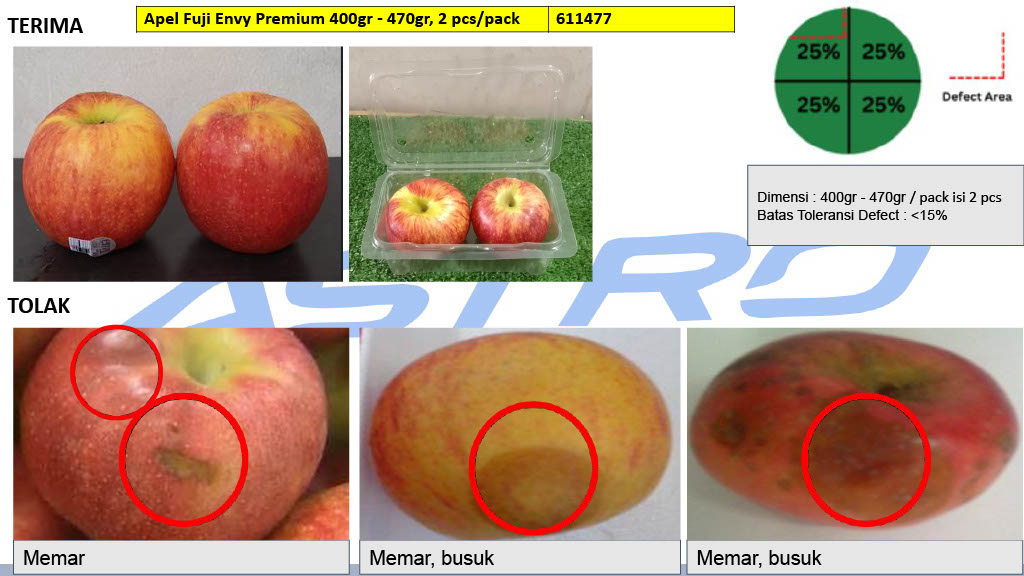 TERIMA
Apel Fuji Envy Premium 400gr - 470gr, 2 pcs/pack 611477
25% 25%
25% 25%
Defect Area
Dimensi : 400gr - 470gr / pack isi 2 pcs
Batas Toleransi Defect : <15%
ASTRO
TOLAK
Memar
Memar, busuk
Memar, busuk